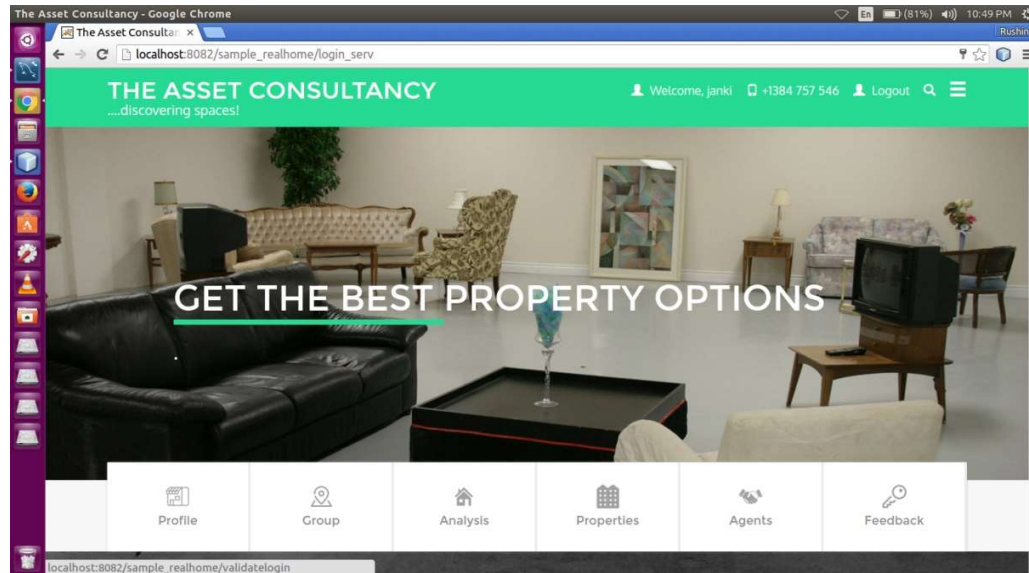 The Asset Consultancy - Google Chrome
En (81%) 10:49 PM
The Asset Consultan ×
Rushin
localhost:8082/sample_realhome/login_serv
THE ASSET CONSULTANCY
....discovering spaces!
Welcome, janki +1384 757 546 Logout
GET THE BEST PROPERTY OPTIONS
Profile Group Analysis Properties Agents Feedback
localhost:8082/sample_realhome/validatelogin